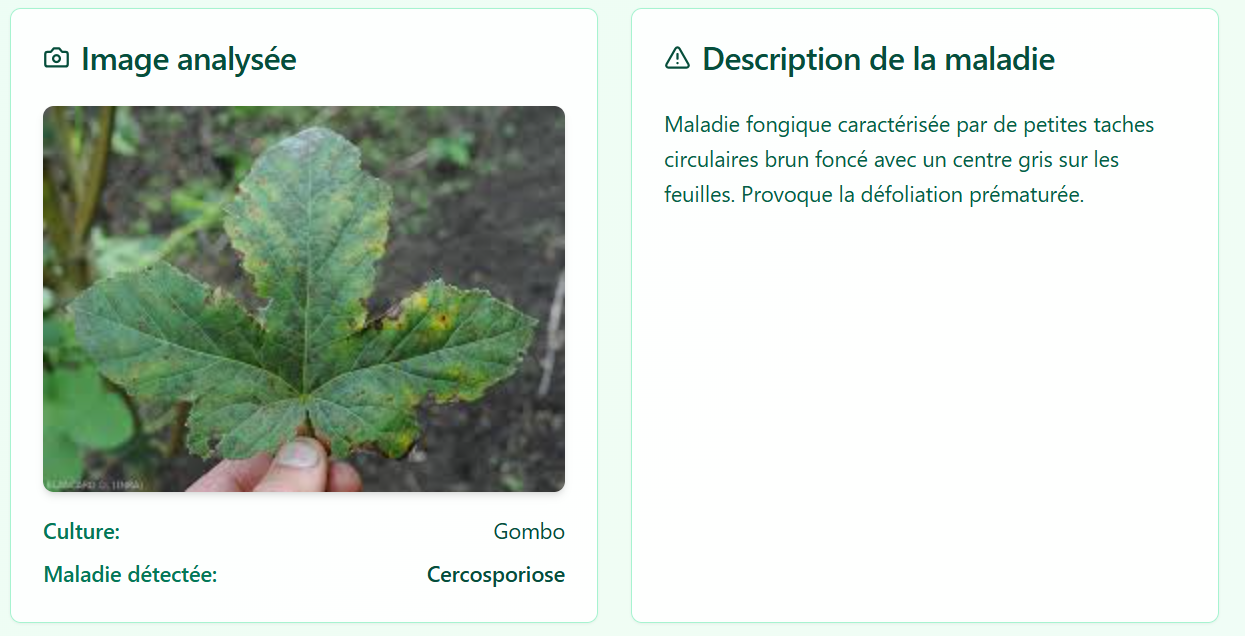 Image analysée
Culture:
Gombo
Maladie détectée:
Cercosporiose
Description de la maladie
Maladie fongique caractérisée par de petites taches
circulaires brun foncé avec un centre gris sur les
feuilles. Provoque la défoliation prématurée.